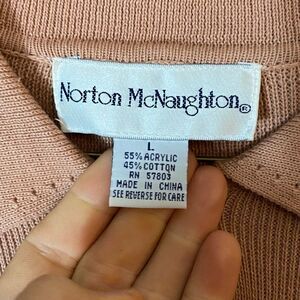 Norton McNaughton®
L
55% ACRYLIC
45% COTTON
RN 57803
MADE IN CHINA
SEE REVERSE FOR CARE